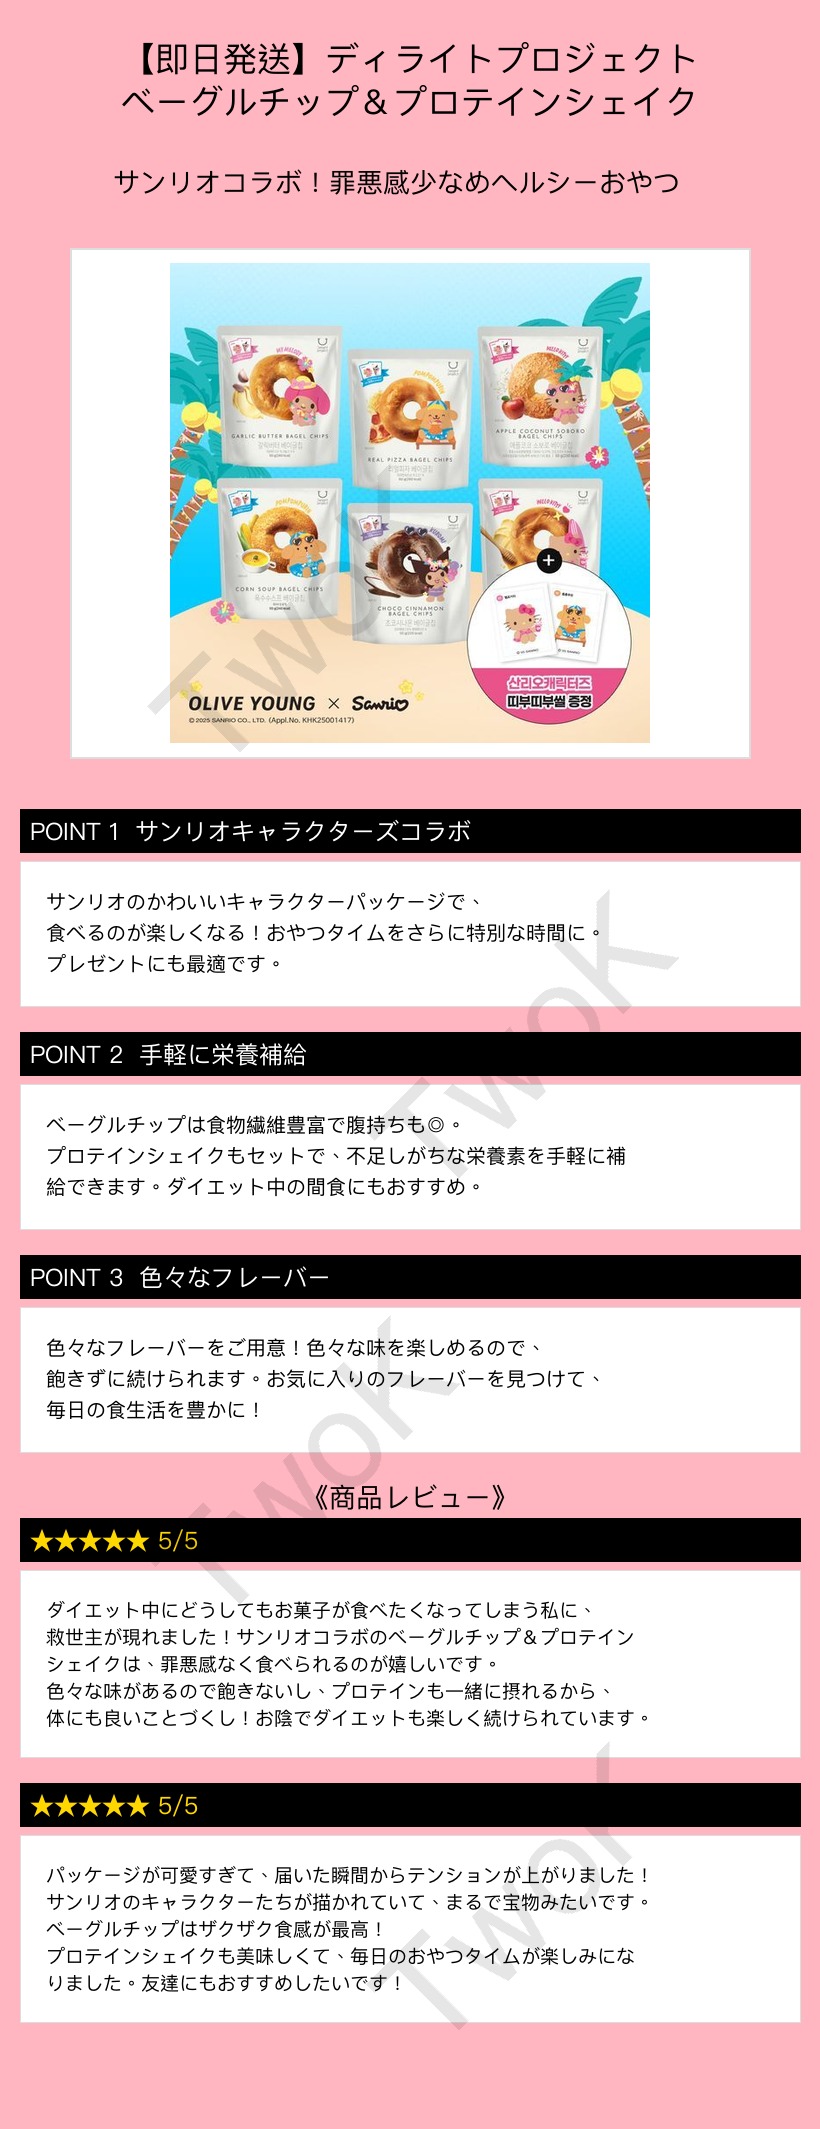 【即日発送】ディライトプロジェクト
ベーグルチップ＆プロテインシェイク
サンリオコラボ！罪悪感少なめヘルシーおやつ
MY MELODY
GARLIC BUTTER BAGEL CHIPS
갈릭버터 베이글칩
POMPOMPURIN
REAL PIZZA BAGEL CHIPS
리얼피자 베이글칩
HELLO KITTY
APPLE COCONUT SOBORO
BAGEL CHIPS
애플코코 소보로 베이글칩
POMPOMPURIN
CORN SOUP BAGEL CHIPS
옥수수스프 베이글칩
KUROMI
CHOCO CINNAMON
BAGEL CHIPS
초코시나몬 베이글칩
HELLO KITTY
+
산리오캐릭터즈
띠부띠부씰 증정
OLIVE YOUNG × Sanrio
© 2025 SANRIO CO., LTD. (Appl.No. KHK25001417)
POINT 1 サンリオキャラクターズコラボ
サンリオのかわいいキャラクターパッケージで、
食べるのが楽しくなる！おやつタイムをさらに特別な時間に。
プレゼントにも最適です。
POINT 2 手軽に栄養補給
ベーグルチップは食物繊維豊富で腹持ちも◎。
プロテインシェイクもセットで、不足しがちな栄養素を手軽に補
給できます。ダイエット中の間食にもおすすめ。
POINT 3 色々なフレーバー
色々なフレーバーをご用意！色々な味を楽しめるので、
飽きずに続けられます。お気に入りのフレーバーを見つけて、
毎日の食生活を豊かに！
《商品レビュー》
★★★★★ 5/5
ダイエット中にどうしてもお菓子が食べたくなってしまう私に、
救世主が現れました！サンリオコラボのベーグルチップ＆プロテイン
シェイクは、罪悪感なく食べられるのが嬉しいです。
色々な味があるので飽きないし、プロテインも一緒に摂れるから、
体にも良いことづくし！お陰でダイエットも楽しく続けられています。
★★★★★ 5/5
パッケージが可愛すぎて、届いた瞬間からテンションが上がりました！
サンリオのキャラクターたちが描かれていて、まるで宝物みたいです。
ベーグルチップはザクザク食感が最高！
プロテインシェイクも美味しくて、毎日のおやつタイムが楽しみにな
りました。友達にもおすすめしたいです！
TwoK
TwoK
TwoK
TwoK